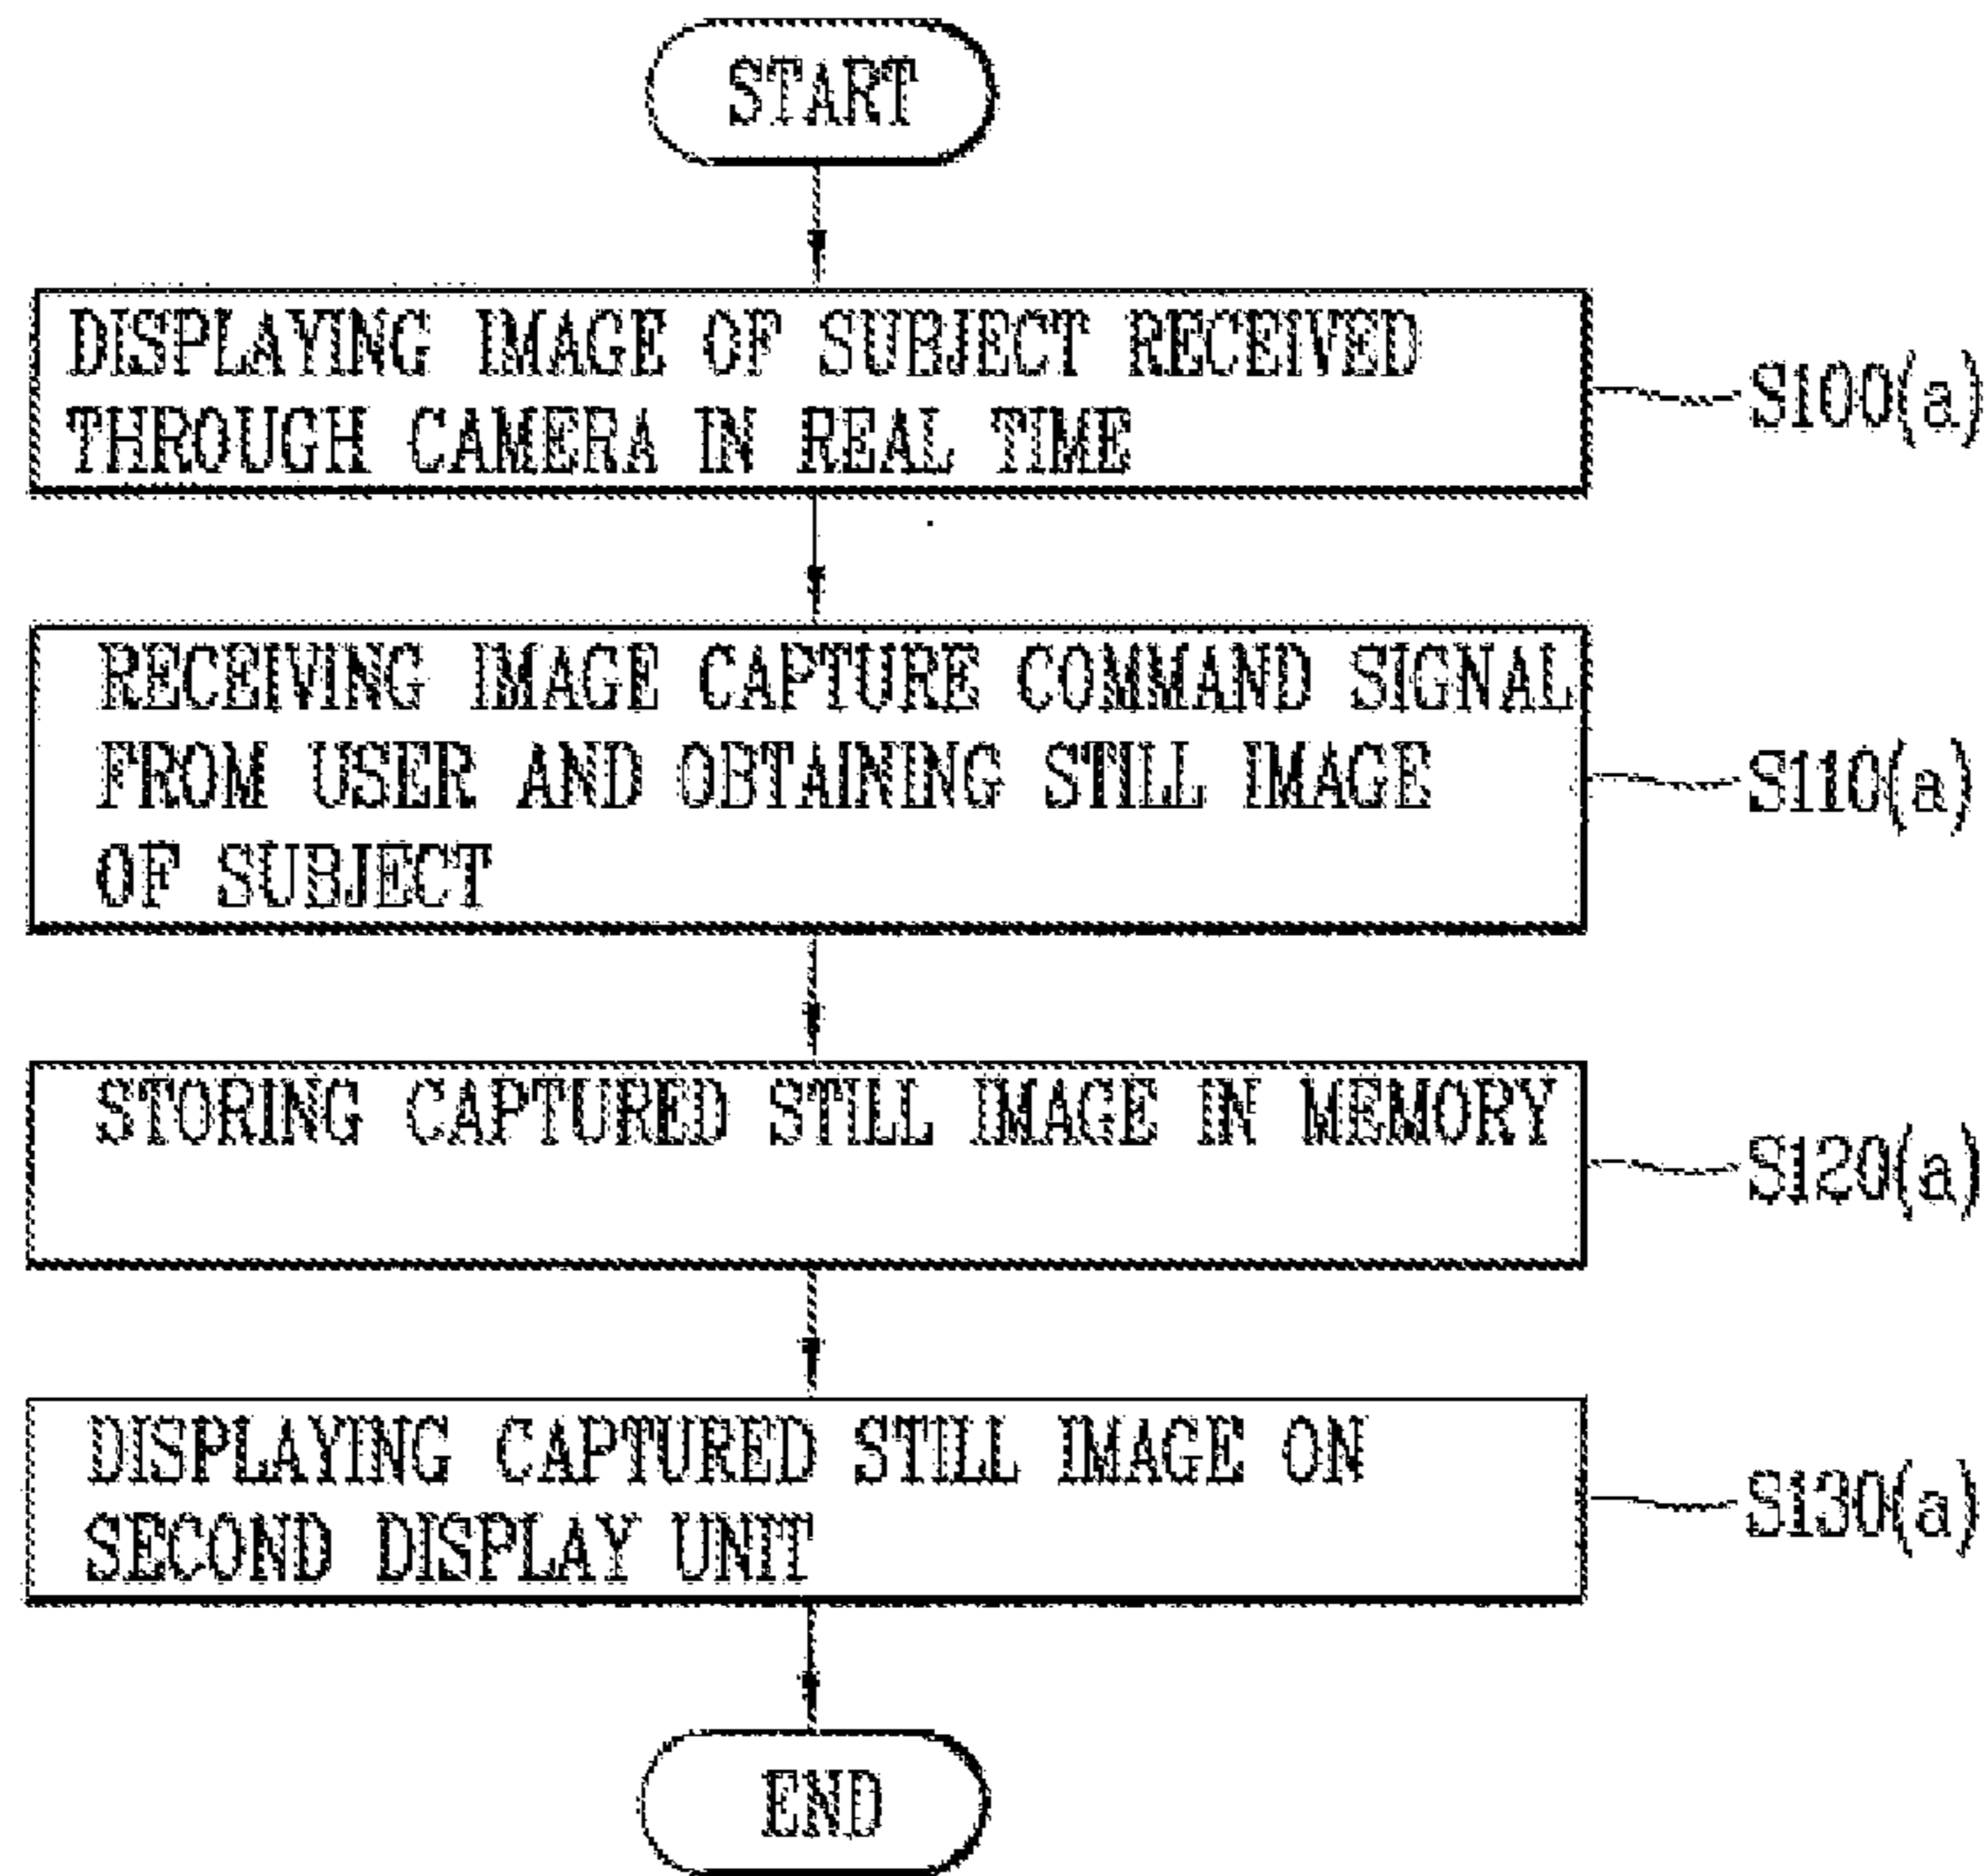 START
DISPLAYING IMAGE OF SUBJECT RECEIVED
THROUGH CAMERA IN REAL TIME
S100(a)
RECEIVING IMAGE CAPTURE COMMAND SIGNAL
FROM USER AND OBTAINING STILL IMAGE
OF SUBJECT
S110(a)
STORING CAPTURED STILL IMAGE IN MEMORY
S120(a)
DISPLAYING CAPTURED STILL IMAGE ON
SECOND DISPLAY UNIT
S130(a)
END